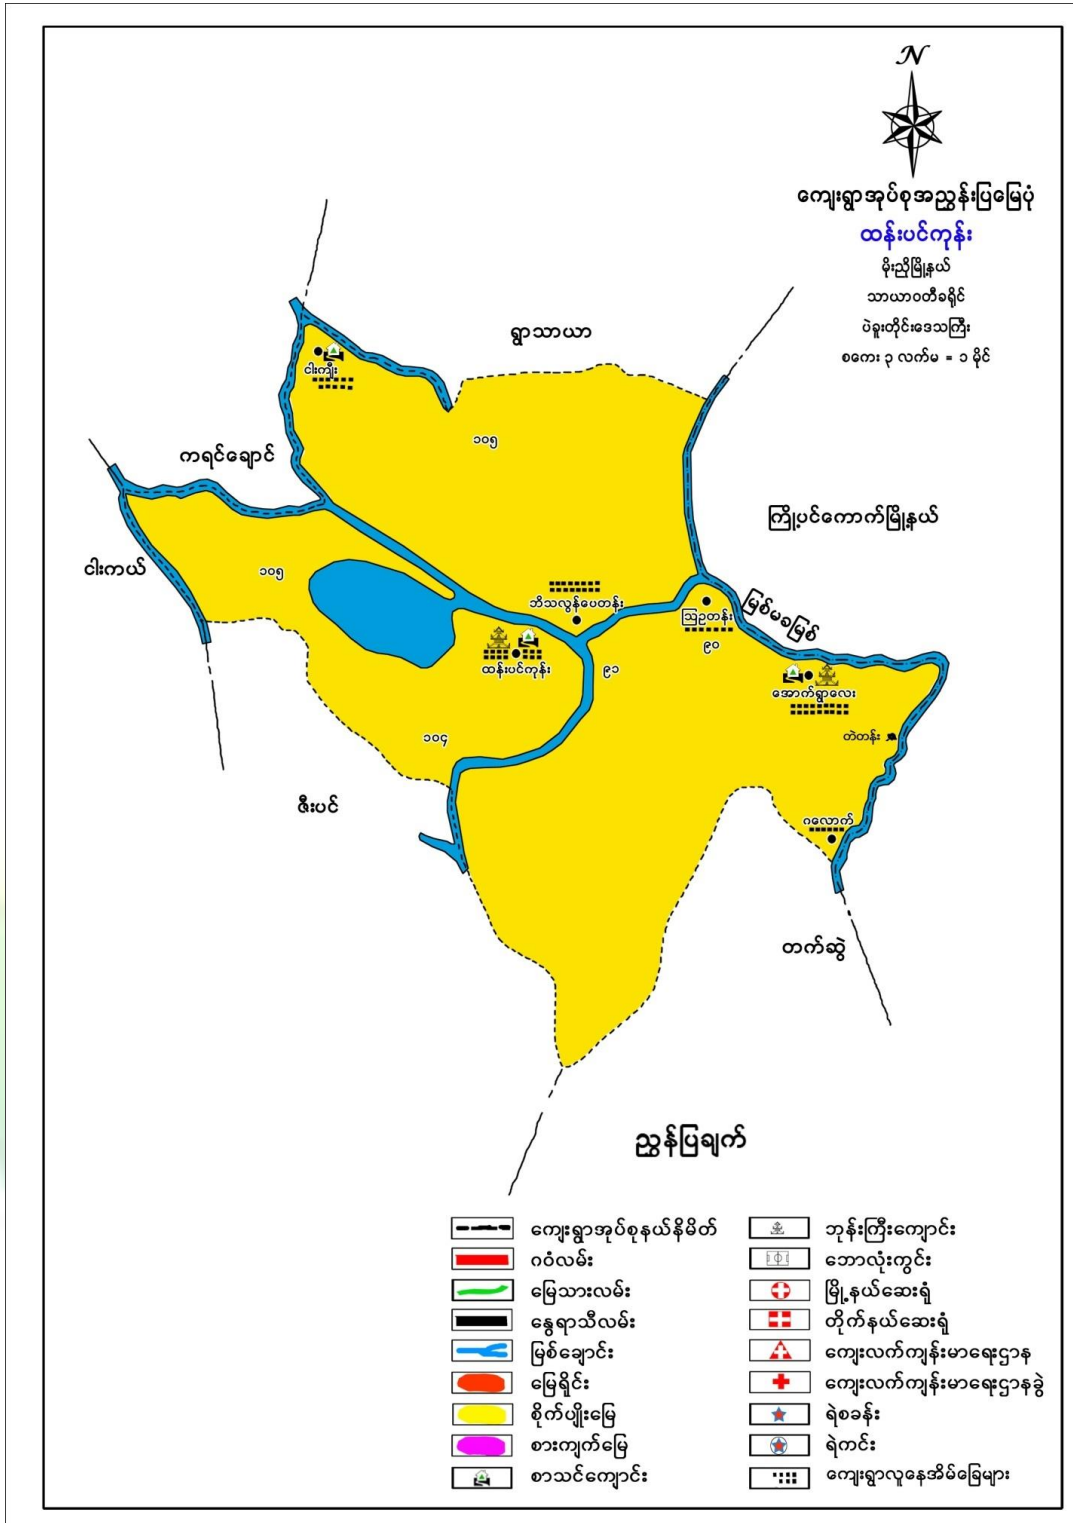 N
ကျေးရွာအုပ်စုအညွှန်းပြမြေပုံ
ထန်းပင်ကုန်း
မိုးညိုမြို့နယ်
သာယာဝတီခရိုင်
ပဲခူးတိုင်းဒေသကြီး
စကေး ၃ လက်မ = ၁ မိုင်
ရွာသာယာ
ငါးကျီး
၁၀၅
ကရင်ချောင်
ကြို့ပင်ကောက်မြို့နယ်
ငါးကယ်
၁၀၅
ဘိသလွန်ပေတန်း
ဩဥတန်း
မြစ်မခမြစ်
၉၀
ထန်းပင်ကုန်း
၉၁
အောက်ရွာလေး
တဲတန်း
၁၀၄
ဇီးပင်
ဂလောက်
တက်ဆွဲ
ညွှန်ပြချက်
ကျေးရွာအုပ်စုနယ်နိမိတ်
ဂဝံလမ်း
မြေသားလမ်း
နွေရာသီလမ်း
မြစ်ချောင်း
မြေရိုင်း
စိုက်ပျိုးမြေ
စားကျက်မြေ
စာသင်ကျောင်း
ဘုန်းကြီးကျောင်း
ဘောလုံးကွင်း
မြို့နယ်ဆေးရုံ
တိုက်နယ်ဆေးရုံ
ကျေးလက်ကျန်းမာရေးဌာန
ကျေးလက်ကျန်းမာရေးဌာနခွဲ
ရဲစခန်း
ရဲကင်း
ကျေးရွာလူနေအိမ်ခြေများ